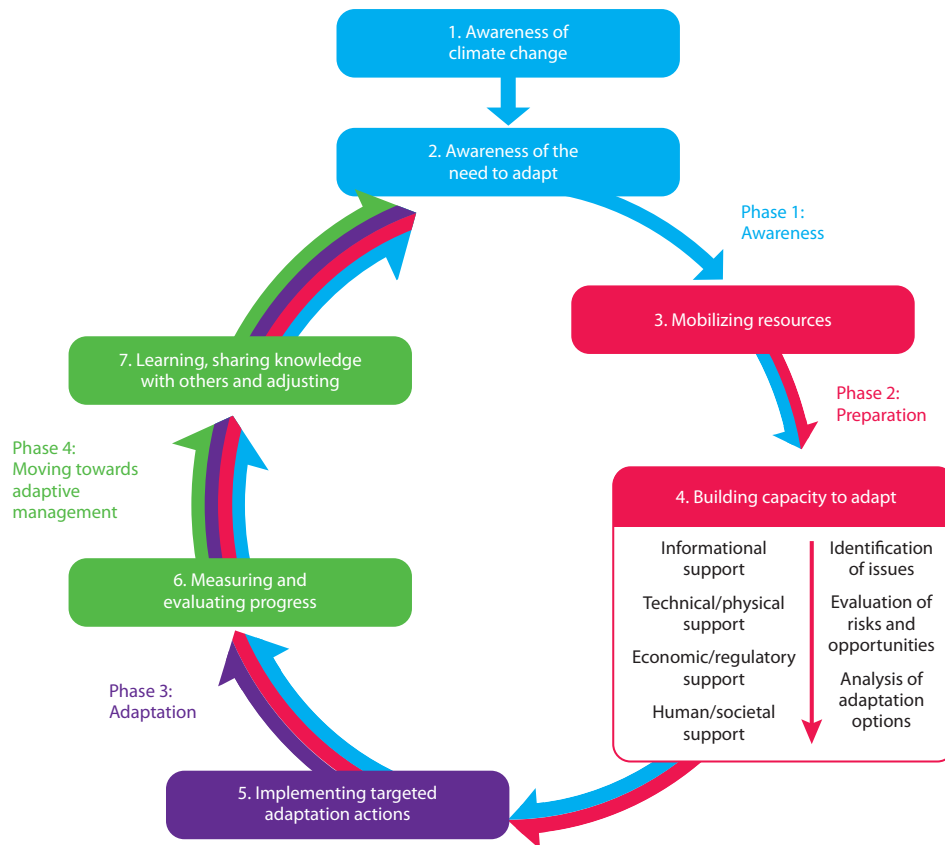 1. Awareness of
climate change
2. Awareness of the
need to adapt
Phase 1:
Awareness
3. Mobilizing resources
Phase 2:
Preparation
4. Building capacity to adapt
Informational
support
Technical/physical
support
Economic/regulatory
support
Human/societal
support
Identification
of issues
Evaluation of
risks and
opportunities
Analysis of
adaptation
options
5. Implementing targeted
adaptation actions
Phase 3:
Adaptation
6. Measuring and
evaluating progress
Phase 4:
Moving towards
adaptive
management
7. Learning, sharing knowledge
with others and adjusting